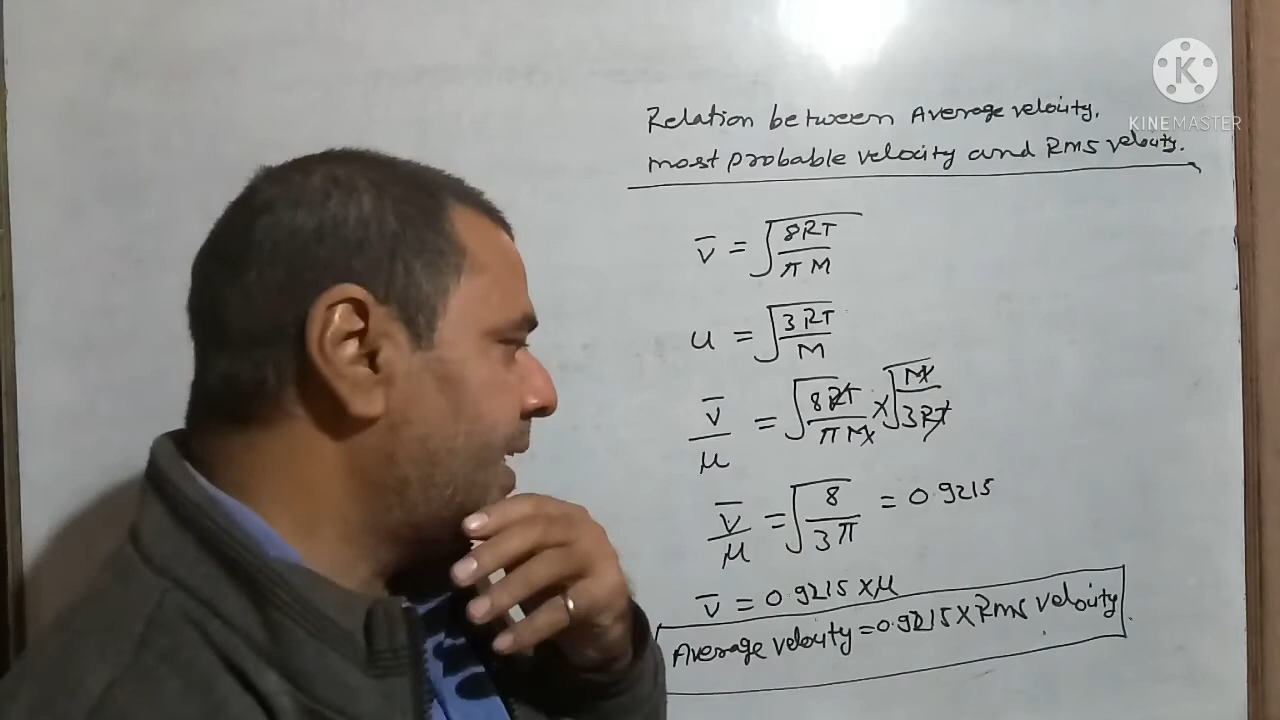 K
KINEMASTER
Relation between Average velocity,
most probable velocity and RMS velocity.
v̅ = √(8RT / πM)
u = √(3RT / M)
v̅ / μ = √(8RT / πM) × √(M / 3RT)
v̅ / μ = √(8 / 3π) = 0.9215
v̅ = 0.9215 × μ
Average velocity = 0.9215 × Rms velocity